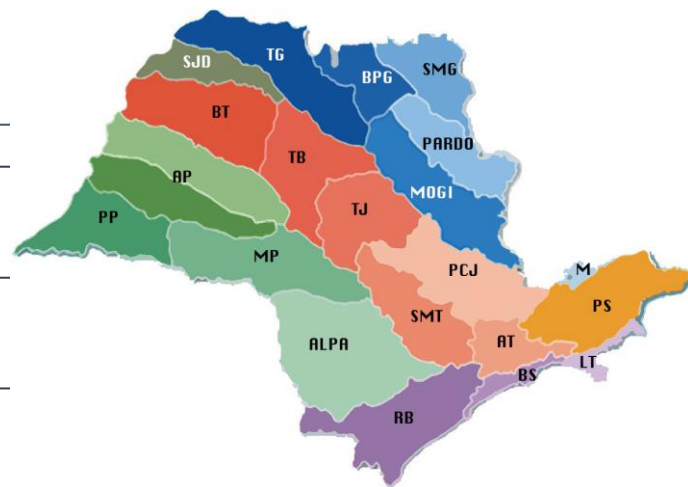 TG
SMG
SJD
BPG
BT
PARDO
TB
AP
MOGI
TJ
PP
MP
PCJ
M
PS
SMT
ALPA
AT
LT
BS
RB